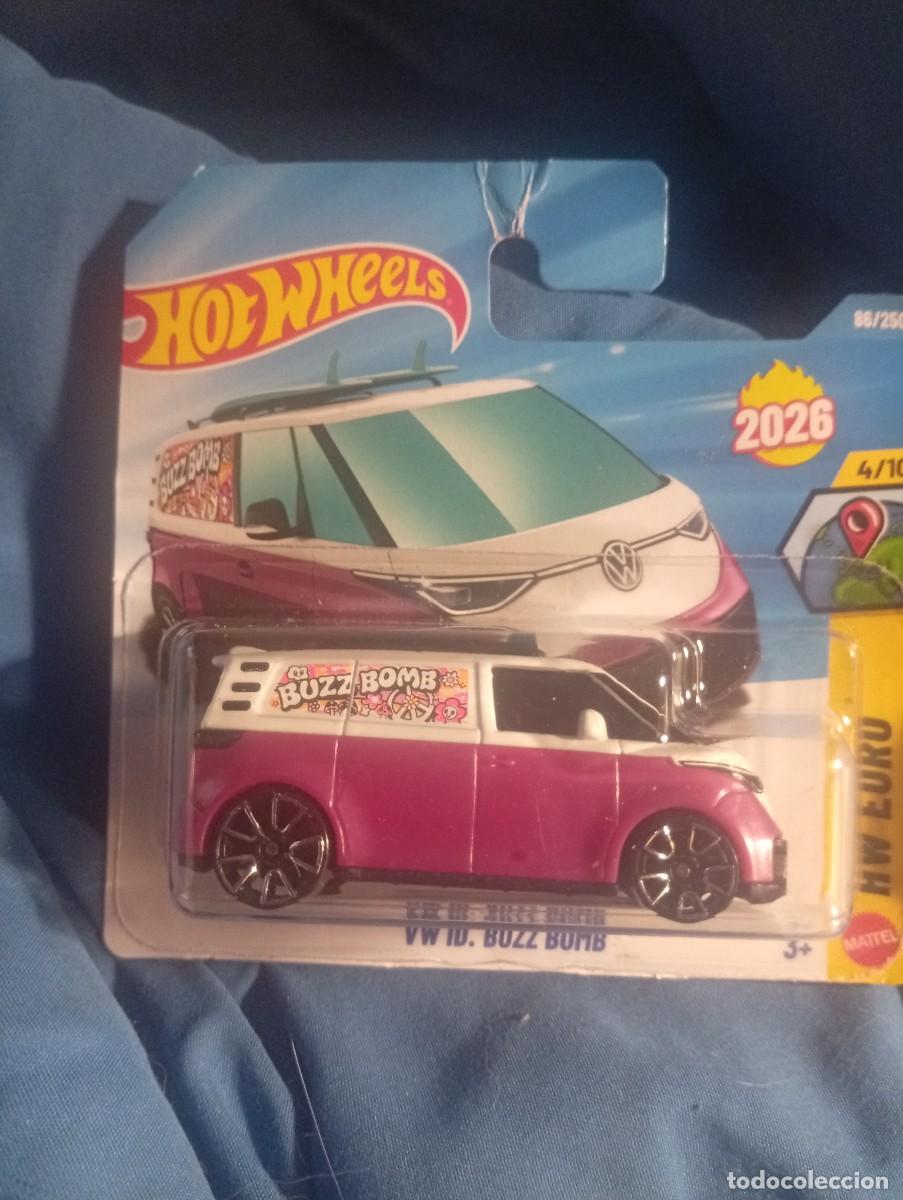 HOT WHEELS
86/250
2026
4/10
BUZZ BOMB
VW
BUZZ BOMB
VW ID. BUZZ BOMB
3+
HW EURO
MATTEL
todocoleccion